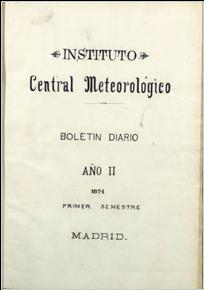 INSTITUTO
Central Meteorológico
BOLETIN DIARIO
AÑO II
1894
PRIMER SEMESTRE
MADRID.